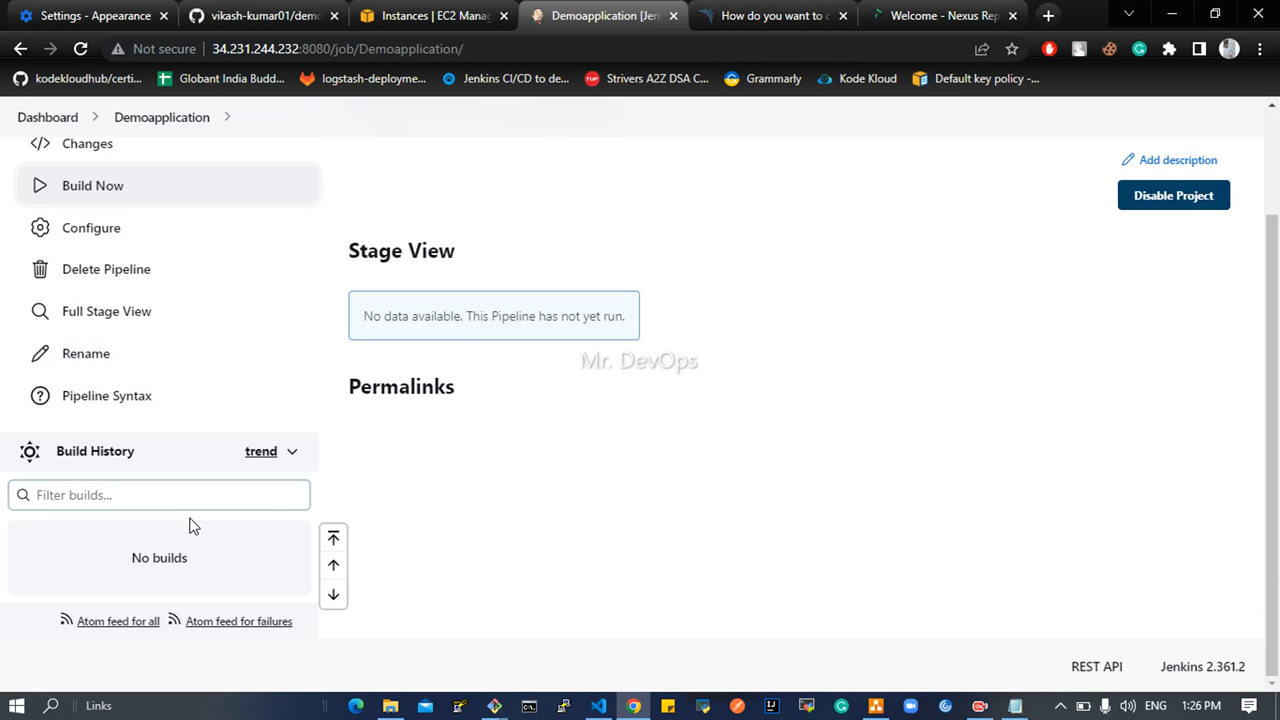 Settings - Appearance
vikash-kumar01/demo
Instances | EC2 Mana
Demoapplication [Jen
How do you want to c
Welcome - Nexus Rep
Not secure
34.231.244.232:8080/job/Demoapplication/
kodekloudhub/certi...
Globant India Budd...
logstash-deployme...
Jenkins CI/CD to de...
Strivers A2Z DSA C...
Grammarly
Kode Kloud
Default key policy -...
Dashboard
Demoapplication
Changes
Add description
Build Now
Disable Project
Configure
Stage View
Delete Pipeline
Full Stage View
No data available. This Pipeline has not yet run.
Rename
Mr. DevOps
Permalinks
Pipeline Syntax
Build History
trend
Filter builds...
No builds
Atom feed for all
Atom feed for failures
REST API
Jenkins 2.361.2
Links
ENG
1:26 PM